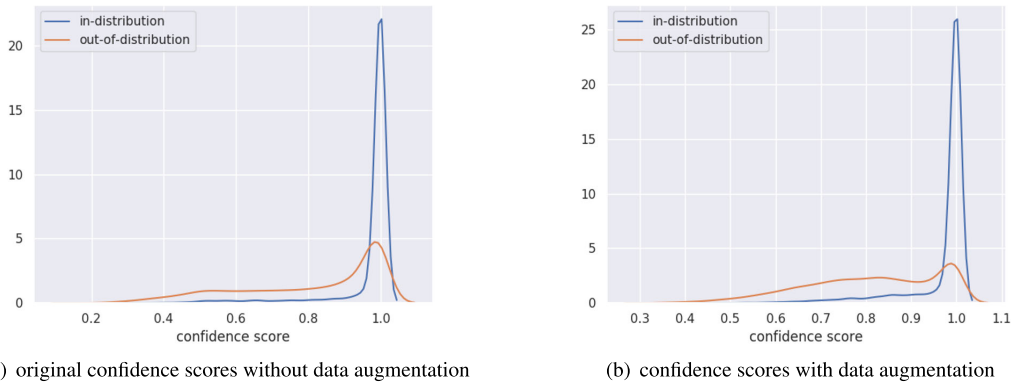 in-distribution
out-of-distribution
20
15
10
5
0
0.2 0.4 0.6 0.8 1.0
confidence score
) original confidence scores without data augmentation
in-distribution
out-of-distribution
25
20
15
10
5
0
0.3 0.4 0.5 0.6 0.7 0.8 0.9 1.0 1.1
confidence score
(b) confidence scores with data augmentation